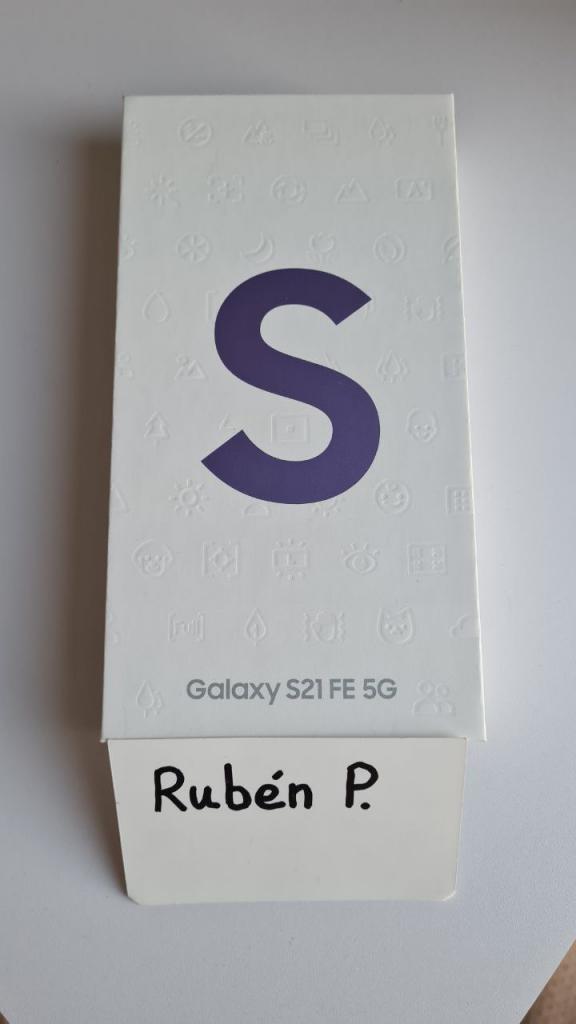 S
Galaxy S21 FE 5G
Rubén P.